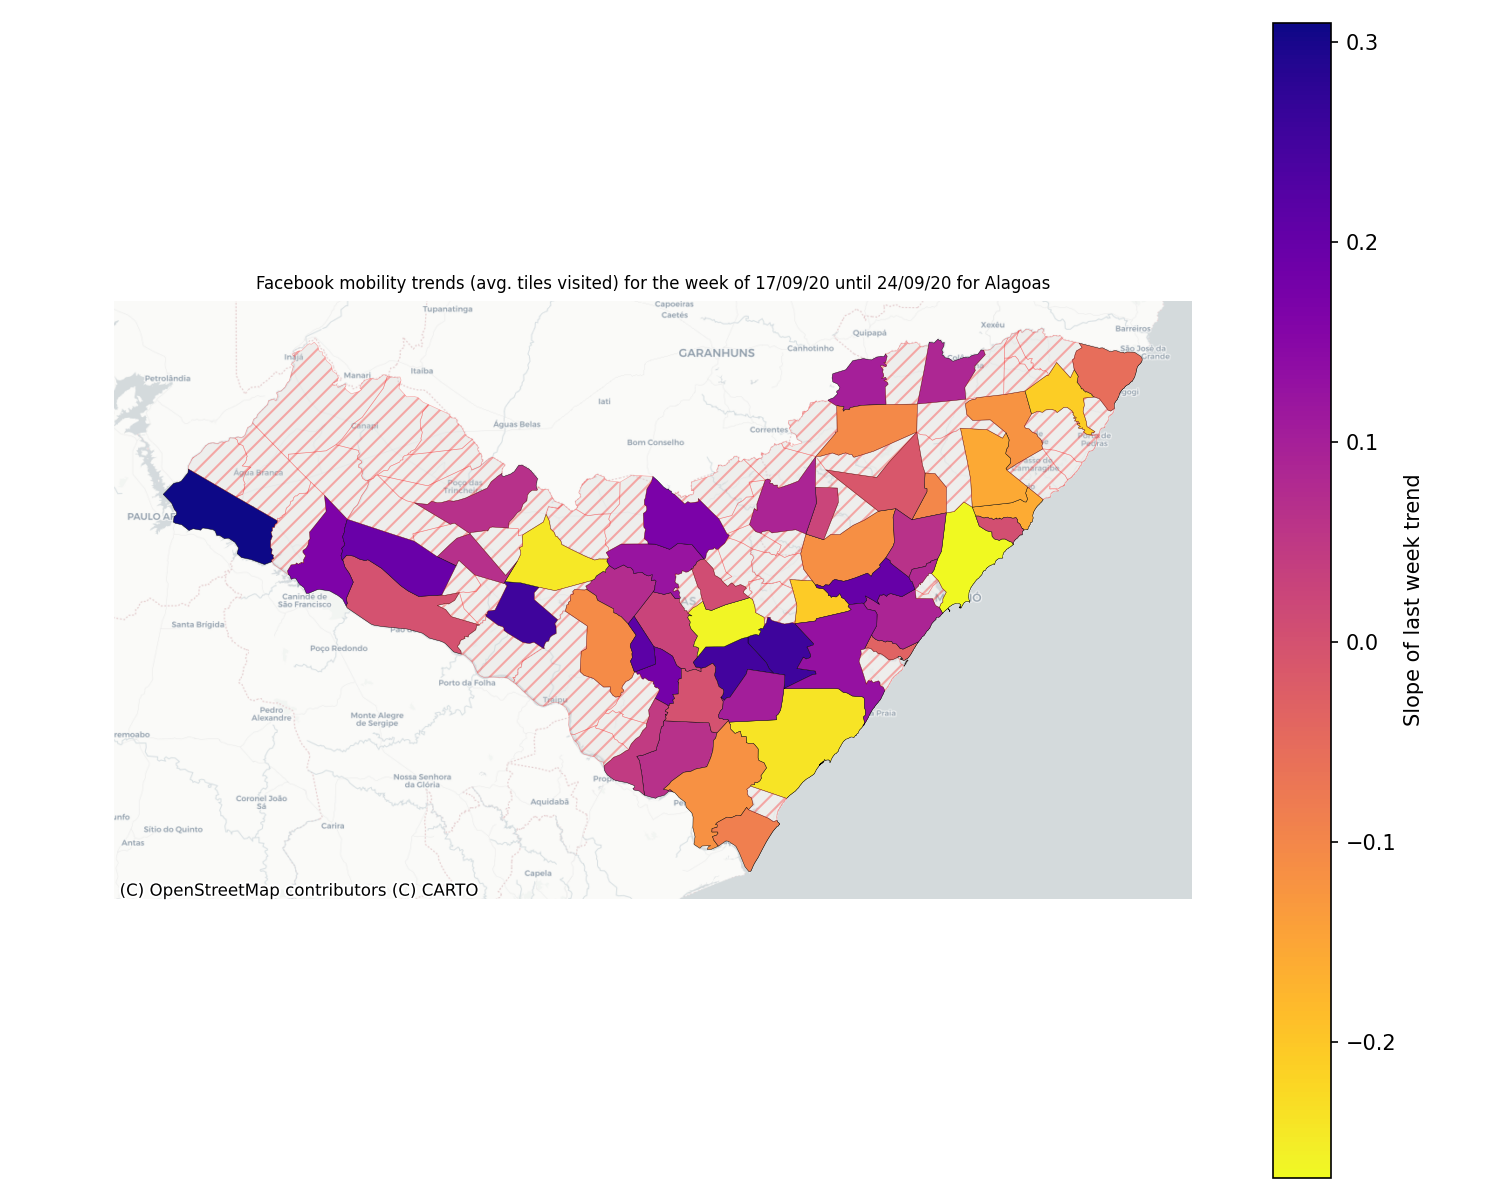 Facebook mobility trends (avg. tiles visited) for the week of 17/09/20 until 24/09/20 for Alagoas
Capoeiras
Caetés
Tupanatinga
Xexéu
Barreiros
Quipapá
Canhotinho
GARANHUNS
São José da
Grande
Inajá
Itaíba
Manari
Petrolândia
Iati
Águas Belas
Canapi
Correntes
Bom Conselho
Água Branca
Poço das
Trincheir
PAULO AF
Canindé de
São Francisco
Santa Brígida
Poço Redondo
Porto da Folha
Traipu
Pedro
Alexandre
Monte Alegre
de Sergipe
a Praia
remoabo
Nossa Senhora
da Glória
Coronel João
Sá
Aquidabã
Sítio do Quinto
Carira
Antas
Capela
(C) OpenStreetMap contributors (C) CARTO
0.3
0.2
0.1
0.0
−0.1
−0.2
Slope of last week trend